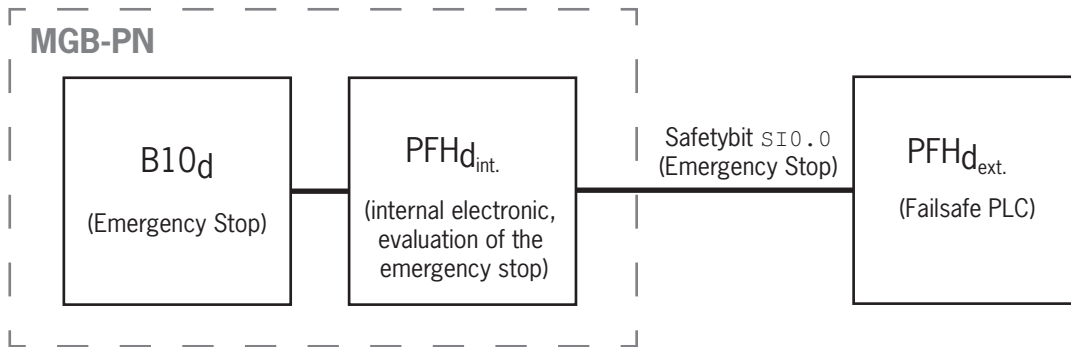 MGB-PN
B10d
(Emergency Stop)
PFHdint.
(internal electronic,
evaluation of the
emergency stop)
Safetybit SI0.0
(Emergency Stop)
PFHdext.
(Failsafe PLC)